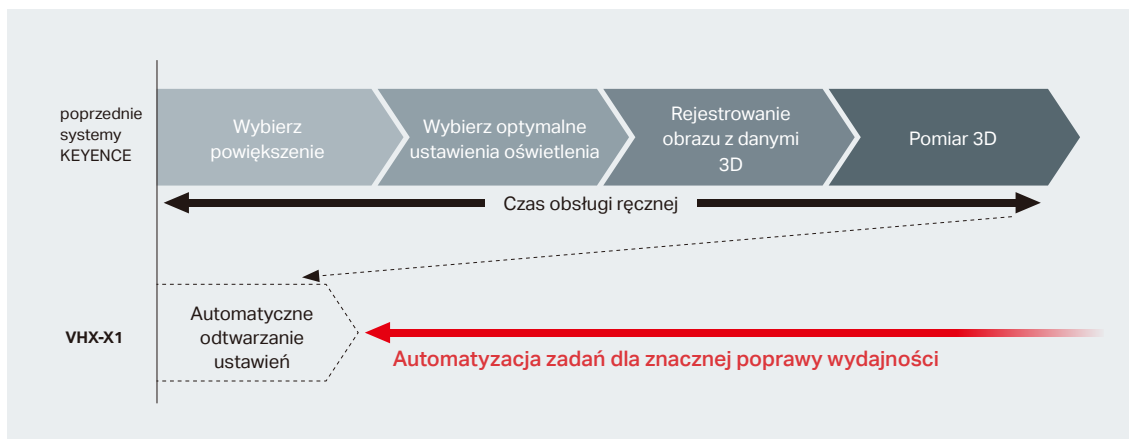 poprzednie
systemy
KEYENCE
Wybierz
powiększenie
Wybierz optymalne
ustawienia oświetlenia
Rejestrowanie
obrazu z danymi
3D
Pomiar 3D
Czas obsługi ręcznej
VHX-X1
Automatyczne
odtwarzanie
ustawień
Automatyzacja zadań dla znacznej poprawy wydajności